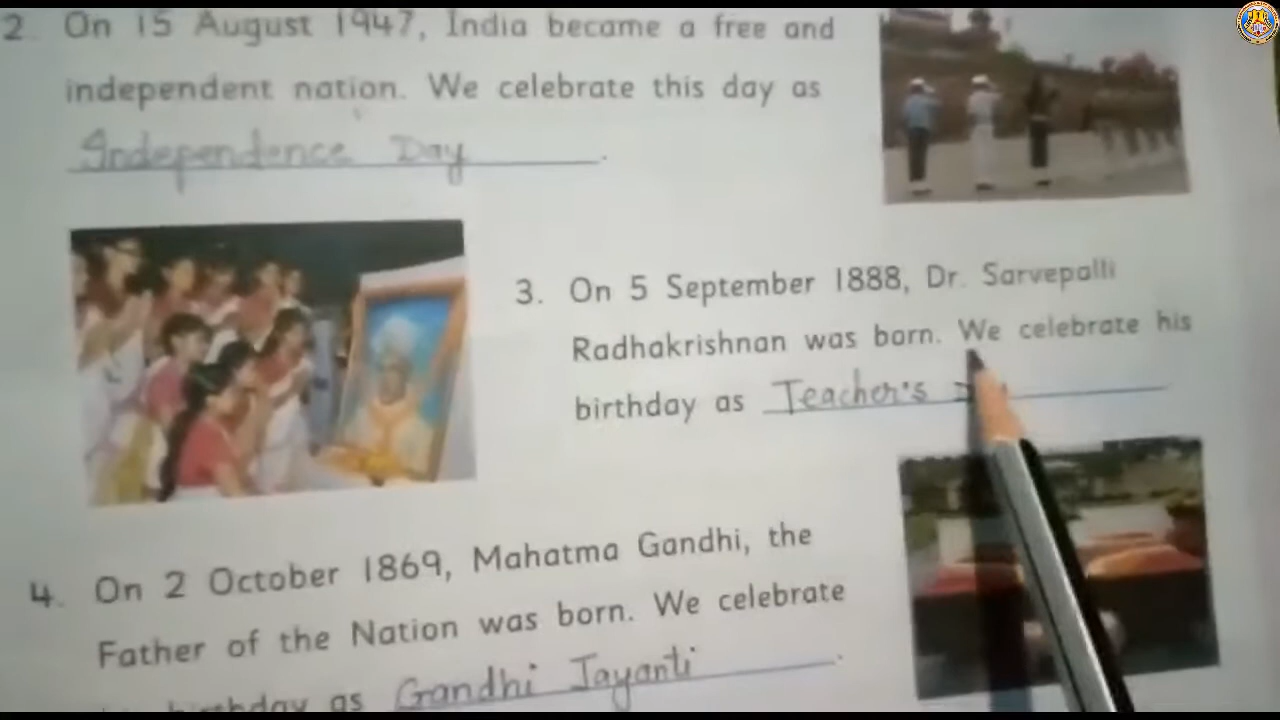 2. On 15 August 1947, India became a free and
independent nation. We celebrate this day as
Independence Day.
3. On 5 September 1888, Dr. Sarvepalli
Radhakrishnan was born. We celebrate his
birthday as Teacher's
4. On 2 October 1869, Mahatma Gandhi, the
Father of the Nation was born. We celebrate
birthday as Gandhi Jayanti.